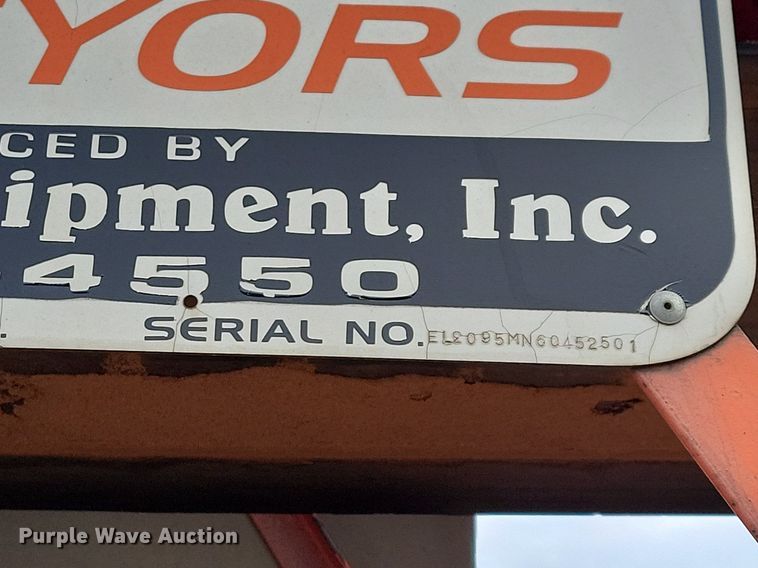 YORS
CED BY
ipment, Inc.
4550
. SERIAL NO. EL2095MN60452501
Purple Wave Auction